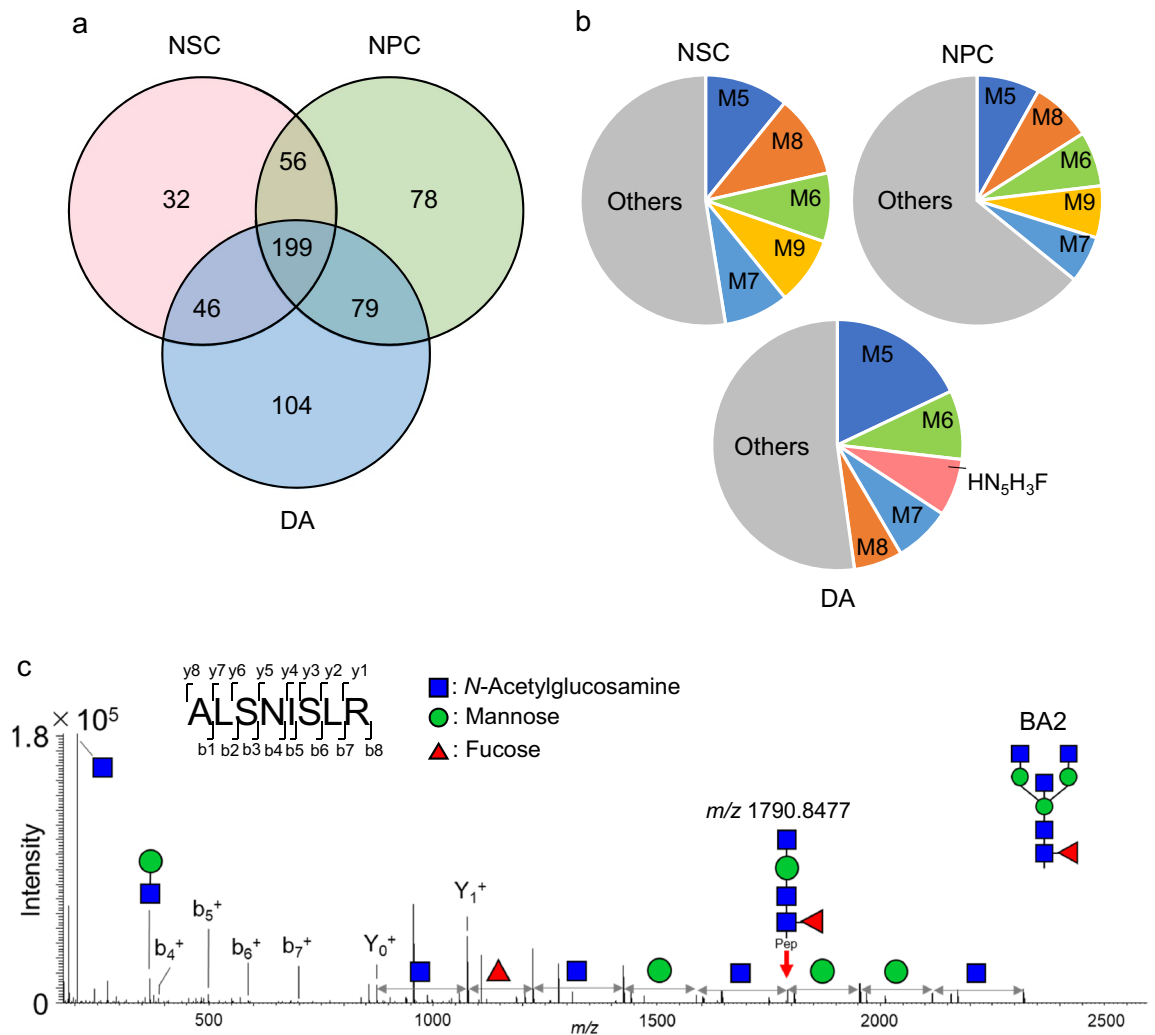 a
NSC
NPC
32
56
78
199
46
79
104
DA
b
NSC
M5
M8
M6
M9
M7
Others
NPC
M5
M8
M6
M9
M7
Others
M5
M6
HN₅H₃F
M7
M8
Others
DA
c
y8 y7 y6 y5 y4 y3 y2 y1
ALSNISLR
b1 b2 b3 b4 b5 b6 b7 b8
: N-Acetylglucosamine
: Mannose
: Fucose
BA2
1.8 × 10⁵
Intensity
0
m/z 1790.8477
Pep
b₄⁺
b₅⁺
b₆⁺
b₇⁺
Y₀⁺
Y₁⁺
500 1000 1500 2000 2500
m/z